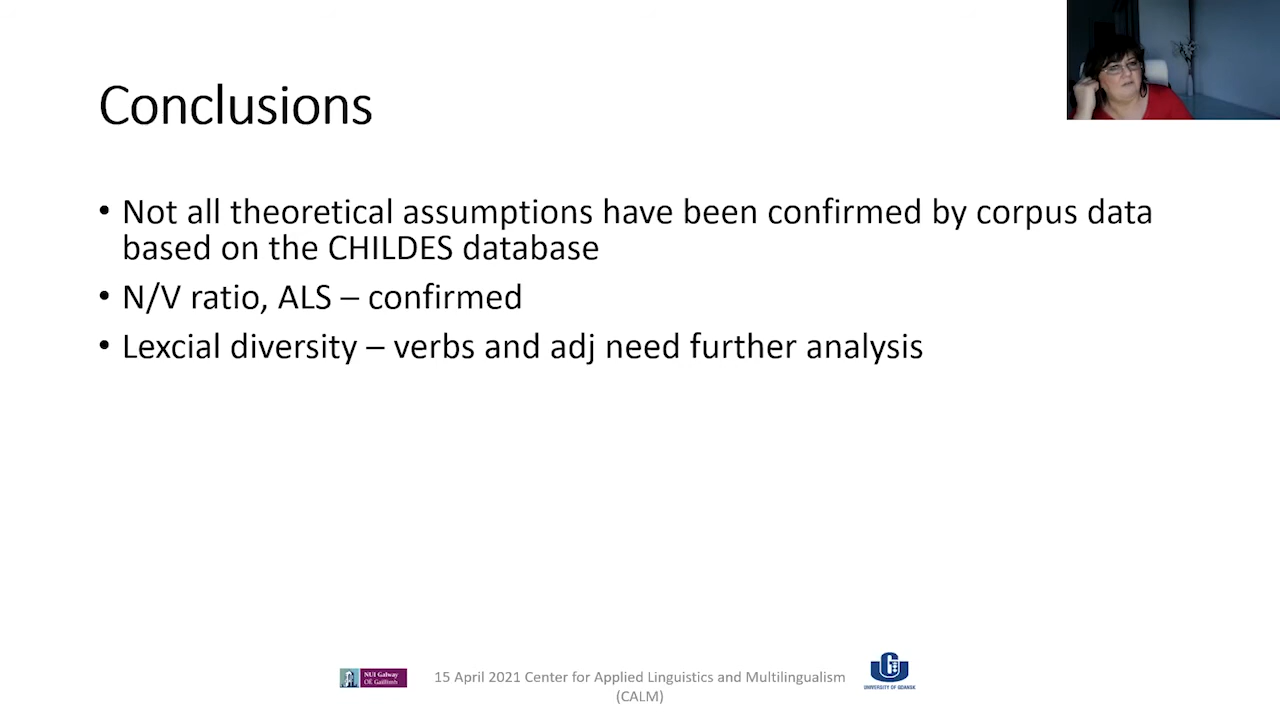 Conclusions
• Not all theoretical assumptions have been confirmed by corpus data
based on the CHILDES database
• N/V ratio, ALS – confirmed
• Lexcial diversity – verbs and adj need further analysis
NUI Galway
OÉ Gaillimh
15 April 2021 Center for Applied Linguistics and Multilingualism
(CALM)
UNIVERSITY OF GDANSK